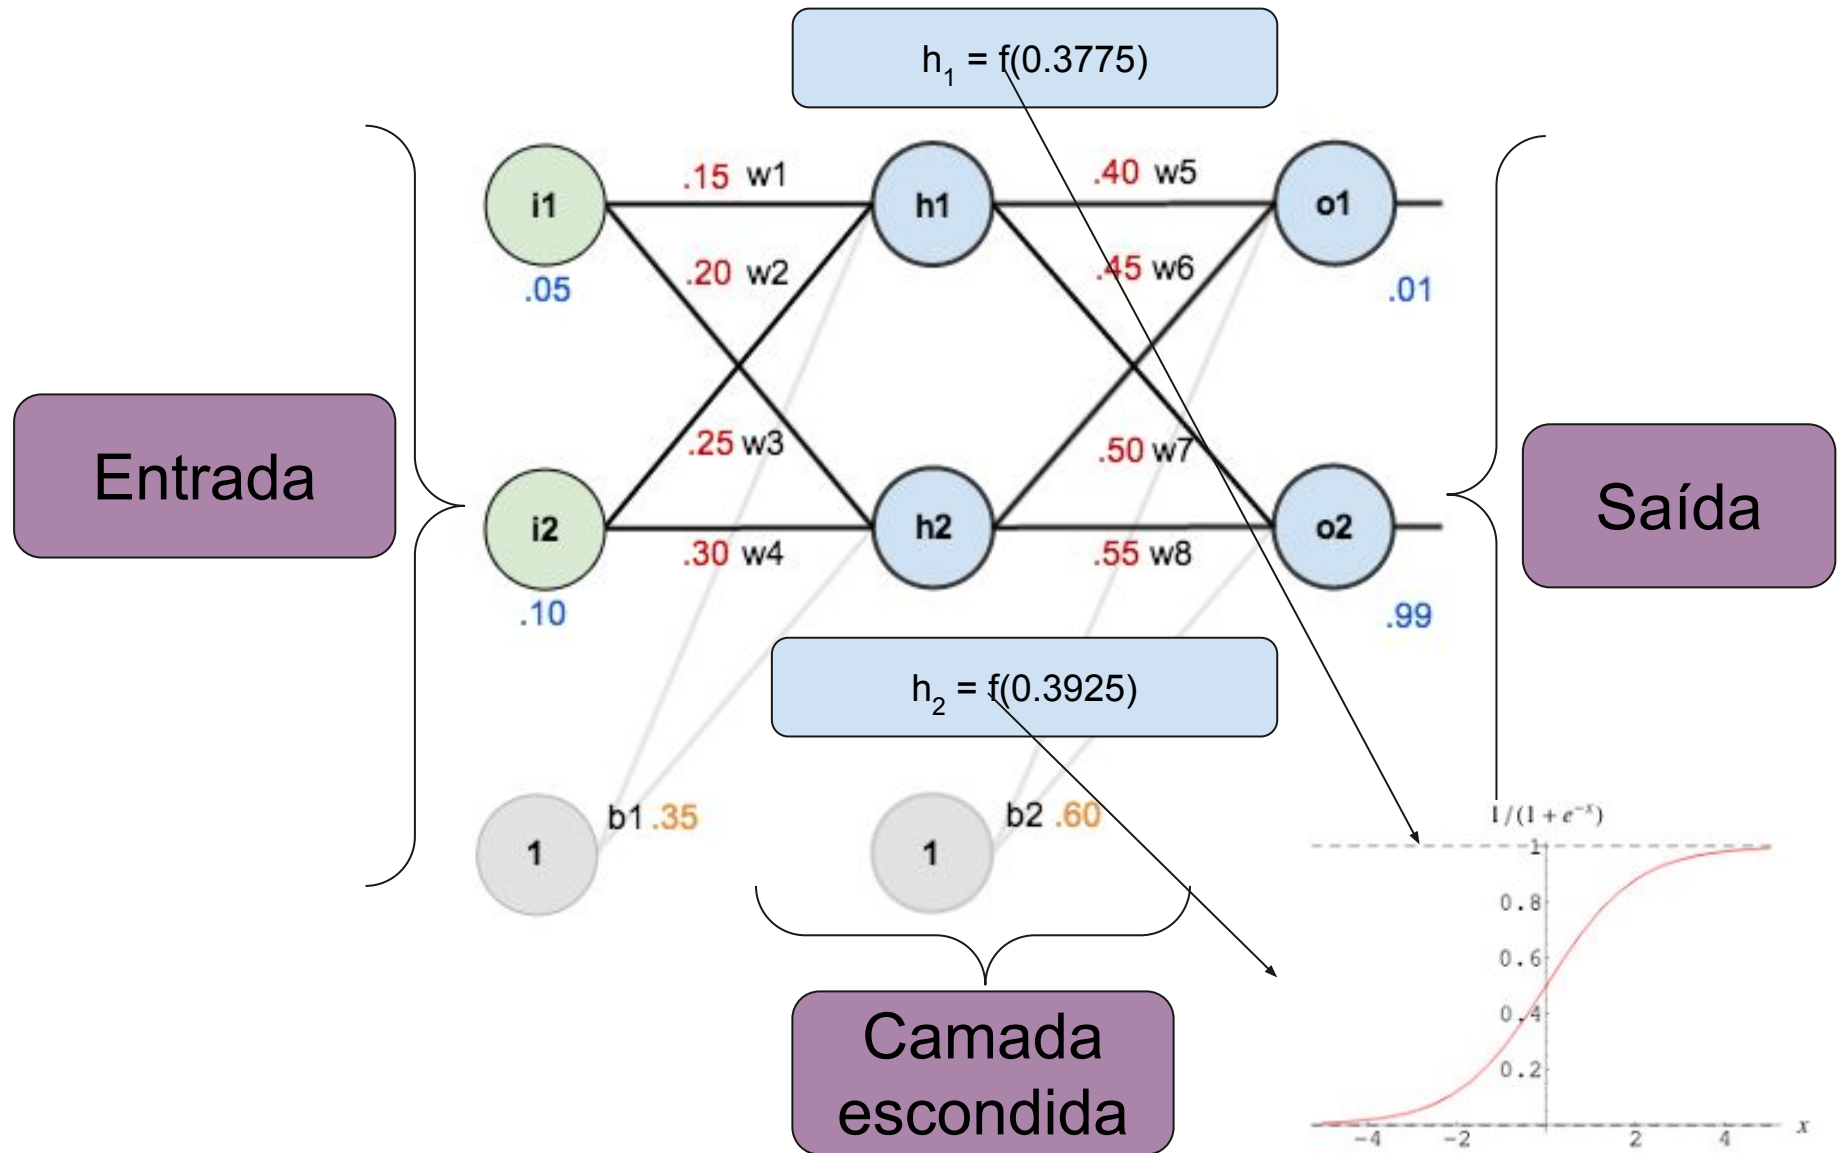 h1 = f(0.3775)
.15 w1
.40 w5
i1
h1
o1
.20 w2
.45 w6
.05
.01
Entrada
.25 w3
.50 w7
Saída
i2
h2
o2
.30 w4
.55 w8
.10
.99
h2 = f(0.3925)
b1 .35
b2 .60
1
1
1/(1 + e^-x)
1
0.8
0.6
0.4
0.2
-4 -2 2 4 x
Camada
escondida